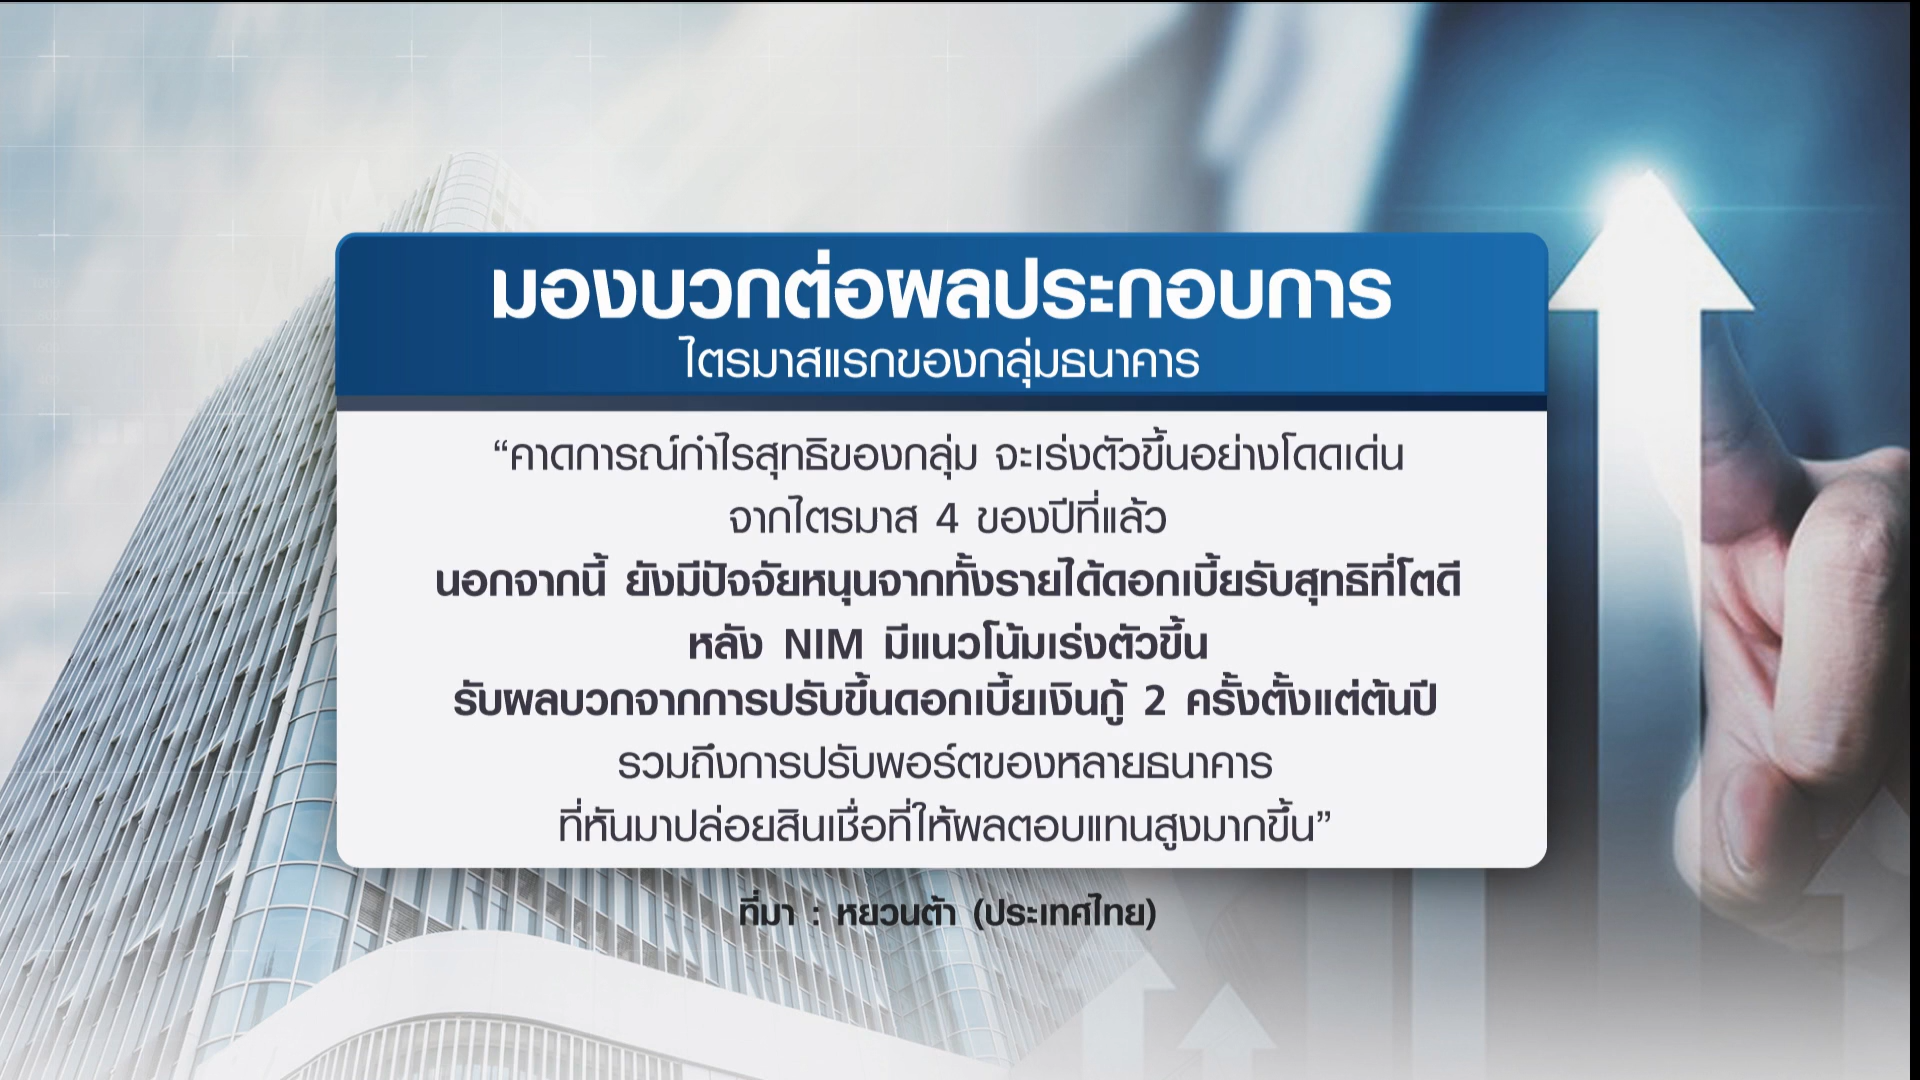 มองบวกต่อผลประกอบการ
ไตรมาสแรกของกลุ่มธนาคาร
“คาดการณ์กำไรสุทธิของกลุ่ม จะเร่งตัวขึ้นอย่างโดดเด่น
จากไตรมาส 4 ของปีที่แล้ว
นอกจากนี้ ยังมีปัจจัยหนุนจากทั้งรายได้ดอกเบี้ยรับสุทธิที่โตดี
หลัง NIM มีแนวโน้มเร่งตัวขึ้น
รับผลบวกจากการปรับขึ้นดอกเบี้ยเงินกู้ 2 ครั้งตั้งแต่ต้นปี
รวมถึงการปรับพอร์ตของหลายธนาคาร
ที่หันมาปล่อยสินเชื่อที่ให้ผลตอบแทนสูงมากขึ้น”
ที่มา : หยวนต้า (ประเทศไทย)